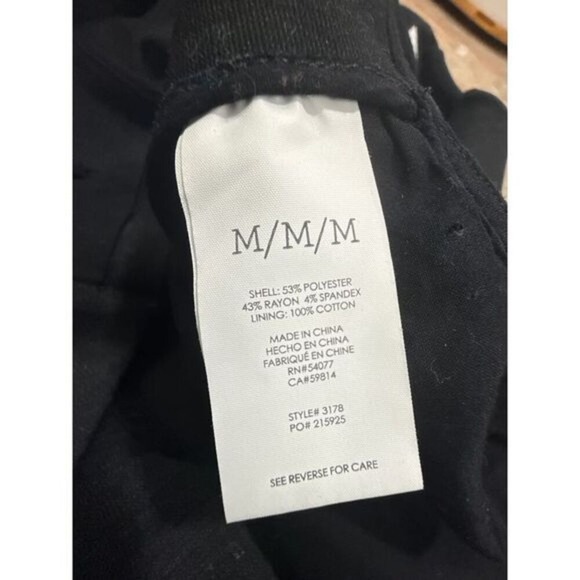 M/M/M
SHELL: 53% POLYESTER
43% RAYON 4% SPANDEX
LINING: 100% COTTON
MADE IN CHINA
HECHO EN CHINA
FABRIQUÉ EN CHINE
RN#54077
CA#59814
STYLE# 3178
PO# 215925
SEE REVERSE FOR CARE